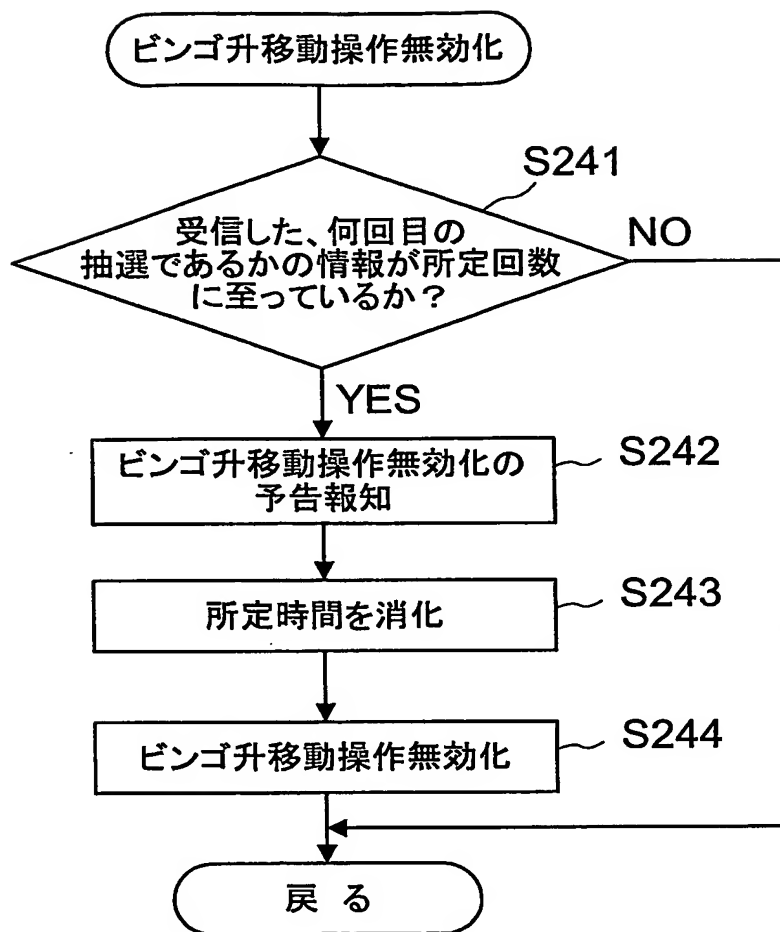 ビンゴ升移動操作無効化
S241
受信した、何回目の
抽選であるかの情報が所定回数
に至っているか？
NO
YES
S242
ビンゴ升移動操作無効化の
予告報知
S243
所定時間を消化
S244
ビンゴ升移動操作無効化
戻 る